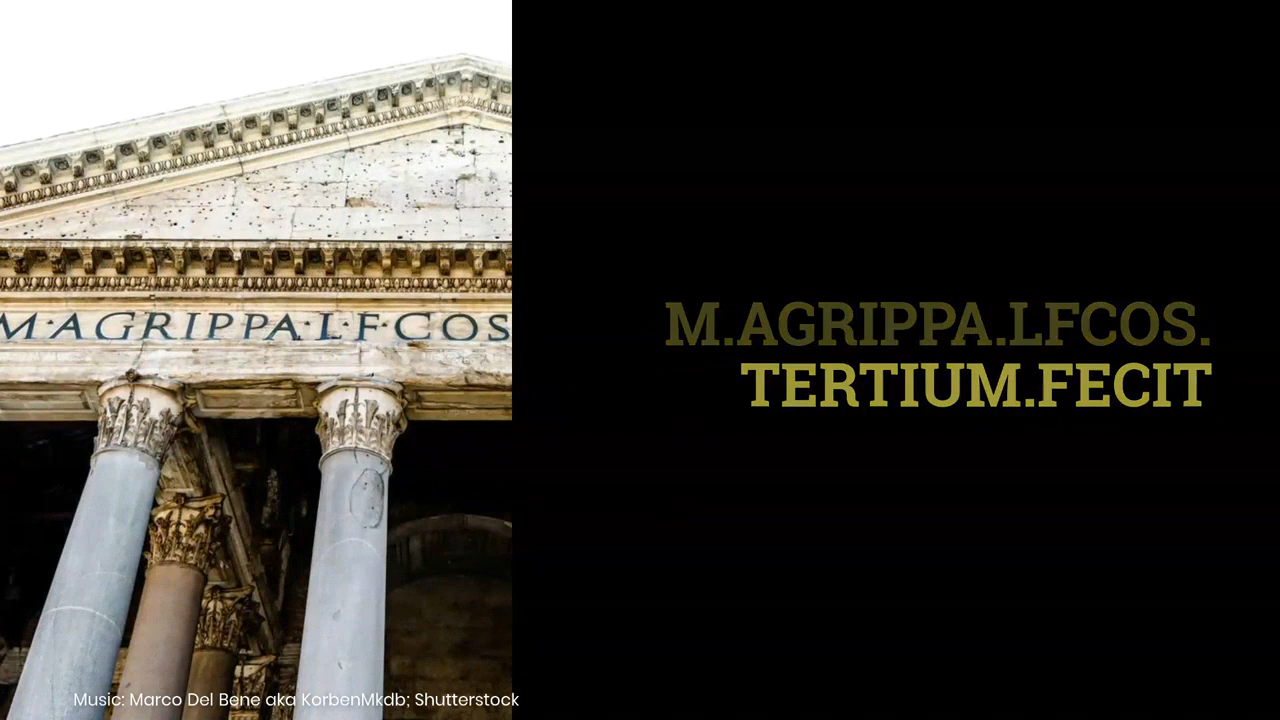 M·AGRIPPA·L·F·COS
M.AGRIPPA.LFCOS.
TERTIUM.FECIT
Music: Marco Del Bene aka KorbenMkdb; Shutterstock